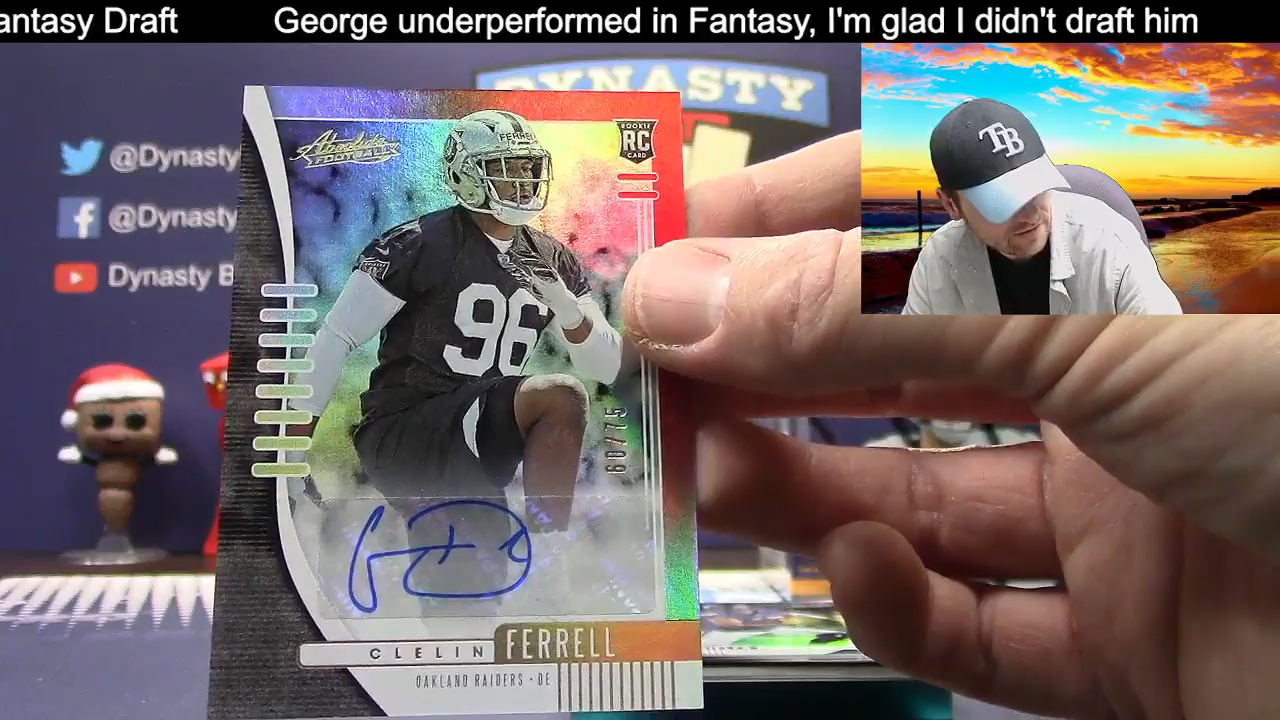 antasy Draft George underperformed in Fantasy, I'm glad I didn't draft him
DYNASTY
@Dynasty
@Dynasty
Dynasty B
Absolute
FOOTBALL
FERRELL
ROOKIE
RC
CARD
TB
96
60/75
CLELIN FERRELL
OAKLAND RAIDERS • DE